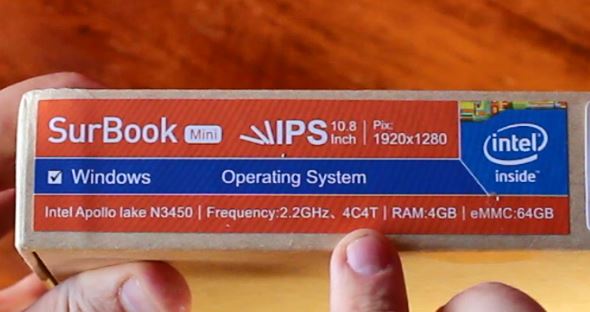 SurBook Mini IPS 10.8 Inch Pix: 1920x1280
intel inside™
Windows Operating System
Intel Apollo lake N3450 | Frequency:2.2GHz、4C4T | RAM:4GB | eMMC:64GB